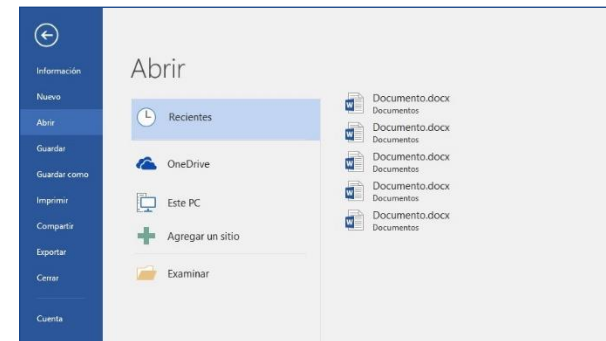 Información
Nuevo
Abrir
Guardar
Guardar como
Imprimir
Compartir
Exportar
Cerrar
Cuenta
Abrir
Recientes
OneDrive
Este PC
Agregar un sitio
Examinar
Documento.docx
Documentos
Documento.docx
Documentos
Documento.docx
Documentos
Documento.docx
Documentos
Documento.docx
Documentos